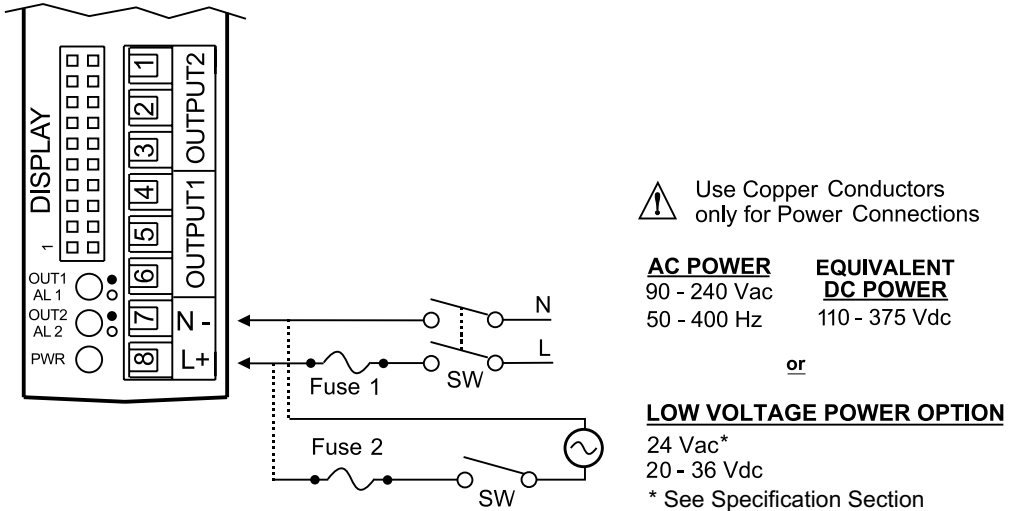 DISPLAY
1
1
2
3
4
5
6
7
8
OUTPUT2
OUTPUT1
N -
L+
OUT1
AL 1
OUT2
AL 2
PWR
N
L
SW
Fuse 1
Fuse 2
SW
Use Copper Conductors
only for Power Connections
AC POWER
90 - 240 Vac
50 - 400 Hz
EQUIVALENT
DC POWER
110 - 375 Vdc
or
LOW VOLTAGE POWER OPTION
24 Vac*
20 - 36 Vdc
* See Specification Section